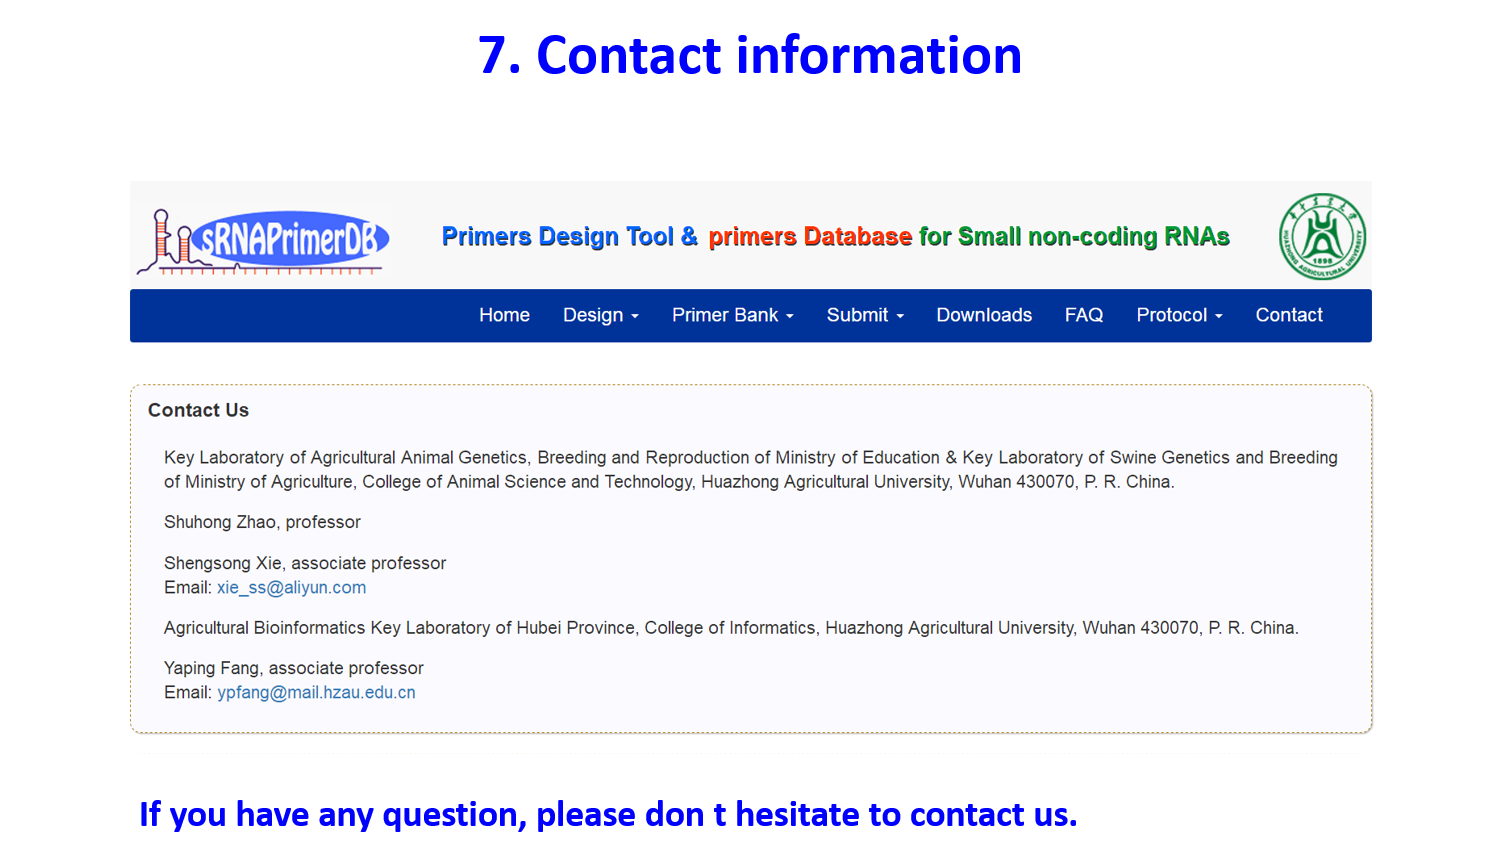 7. Contact information
sRNAPrimerDB
Primers Design Tool & primers Database for Small non-coding RNAs
HUAZHONG AGRICULTURAL UNIVERSITY
1898
Home Design Primer Bank Submit Downloads FAQ Protocol Contact
Contact Us
Key Laboratory of Agricultural Animal Genetics, Breeding and Reproduction of Ministry of Education & Key Laboratory of Swine Genetics and Breeding
of Ministry of Agriculture, College of Animal Science and Technology, Huazhong Agricultural University, Wuhan 430070, P. R. China.
Shuhong Zhao, professor
Shengsong Xie, associate professor
Email: xie_ss@aliyun.com
Agricultural Bioinformatics Key Laboratory of Hubei Province, College of Informatics, Huazhong Agricultural University, Wuhan 430070, P. R. China.
Yaping Fang, associate professor
Email: ypfang@mail.hzau.edu.cn
If you have any question, please don t hesitate to contact us.